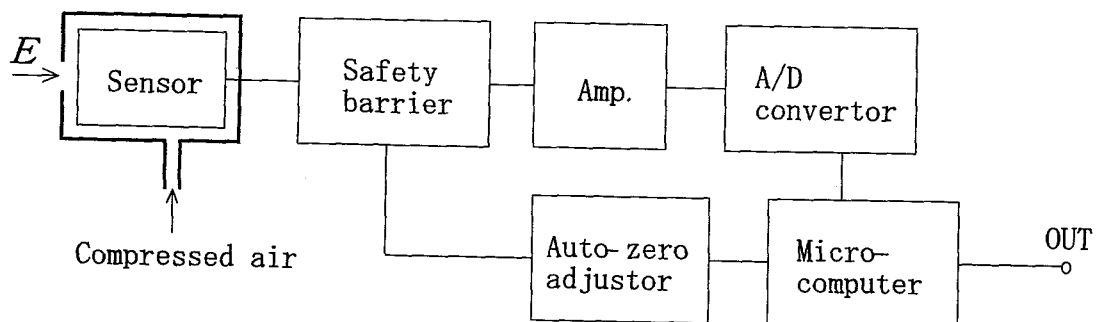 E
Sensor
Safety
barrier
Amp.
A/D
convertor
Compressed air
Auto-zero
adjustor
Micro-
computer
OUT